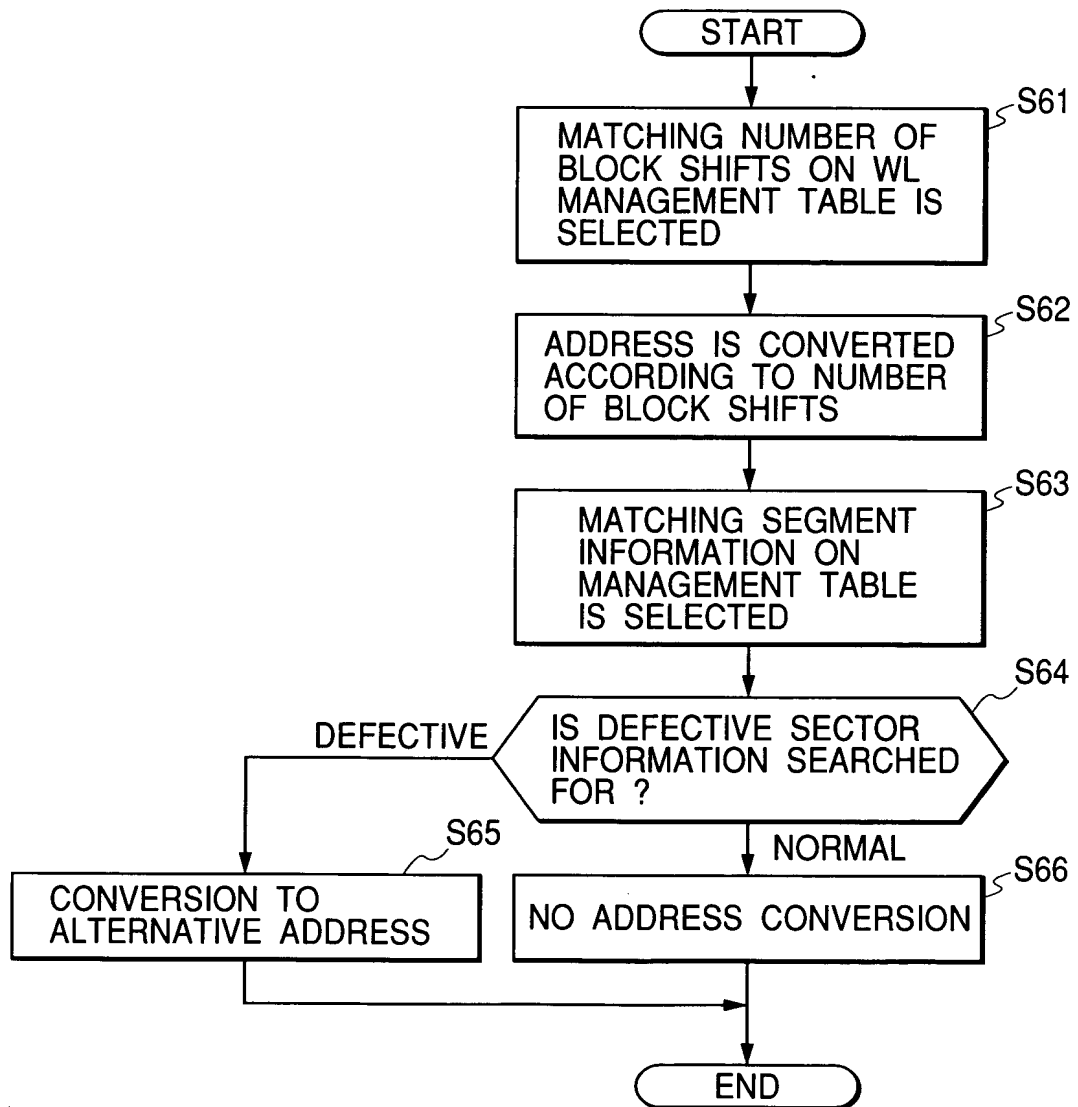 START
S61
MATCHING NUMBER OF
BLOCK SHIFTS ON WL
MANAGEMENT TABLE IS
SELECTED
S62
ADDRESS IS CONVERTED
ACCORDING TO NUMBER
OF BLOCK SHIFTS
S63
MATCHING SEGMENT
INFORMATION ON
MANAGEMENT TABLE
IS SELECTED
S64
IS DEFECTIVE SECTOR
INFORMATION SEARCHED
FOR ?
DEFECTIVE
NORMAL
S65
CONVERSION TO
ALTERNATIVE ADDRESS
S66
NO ADDRESS CONVERSION
END